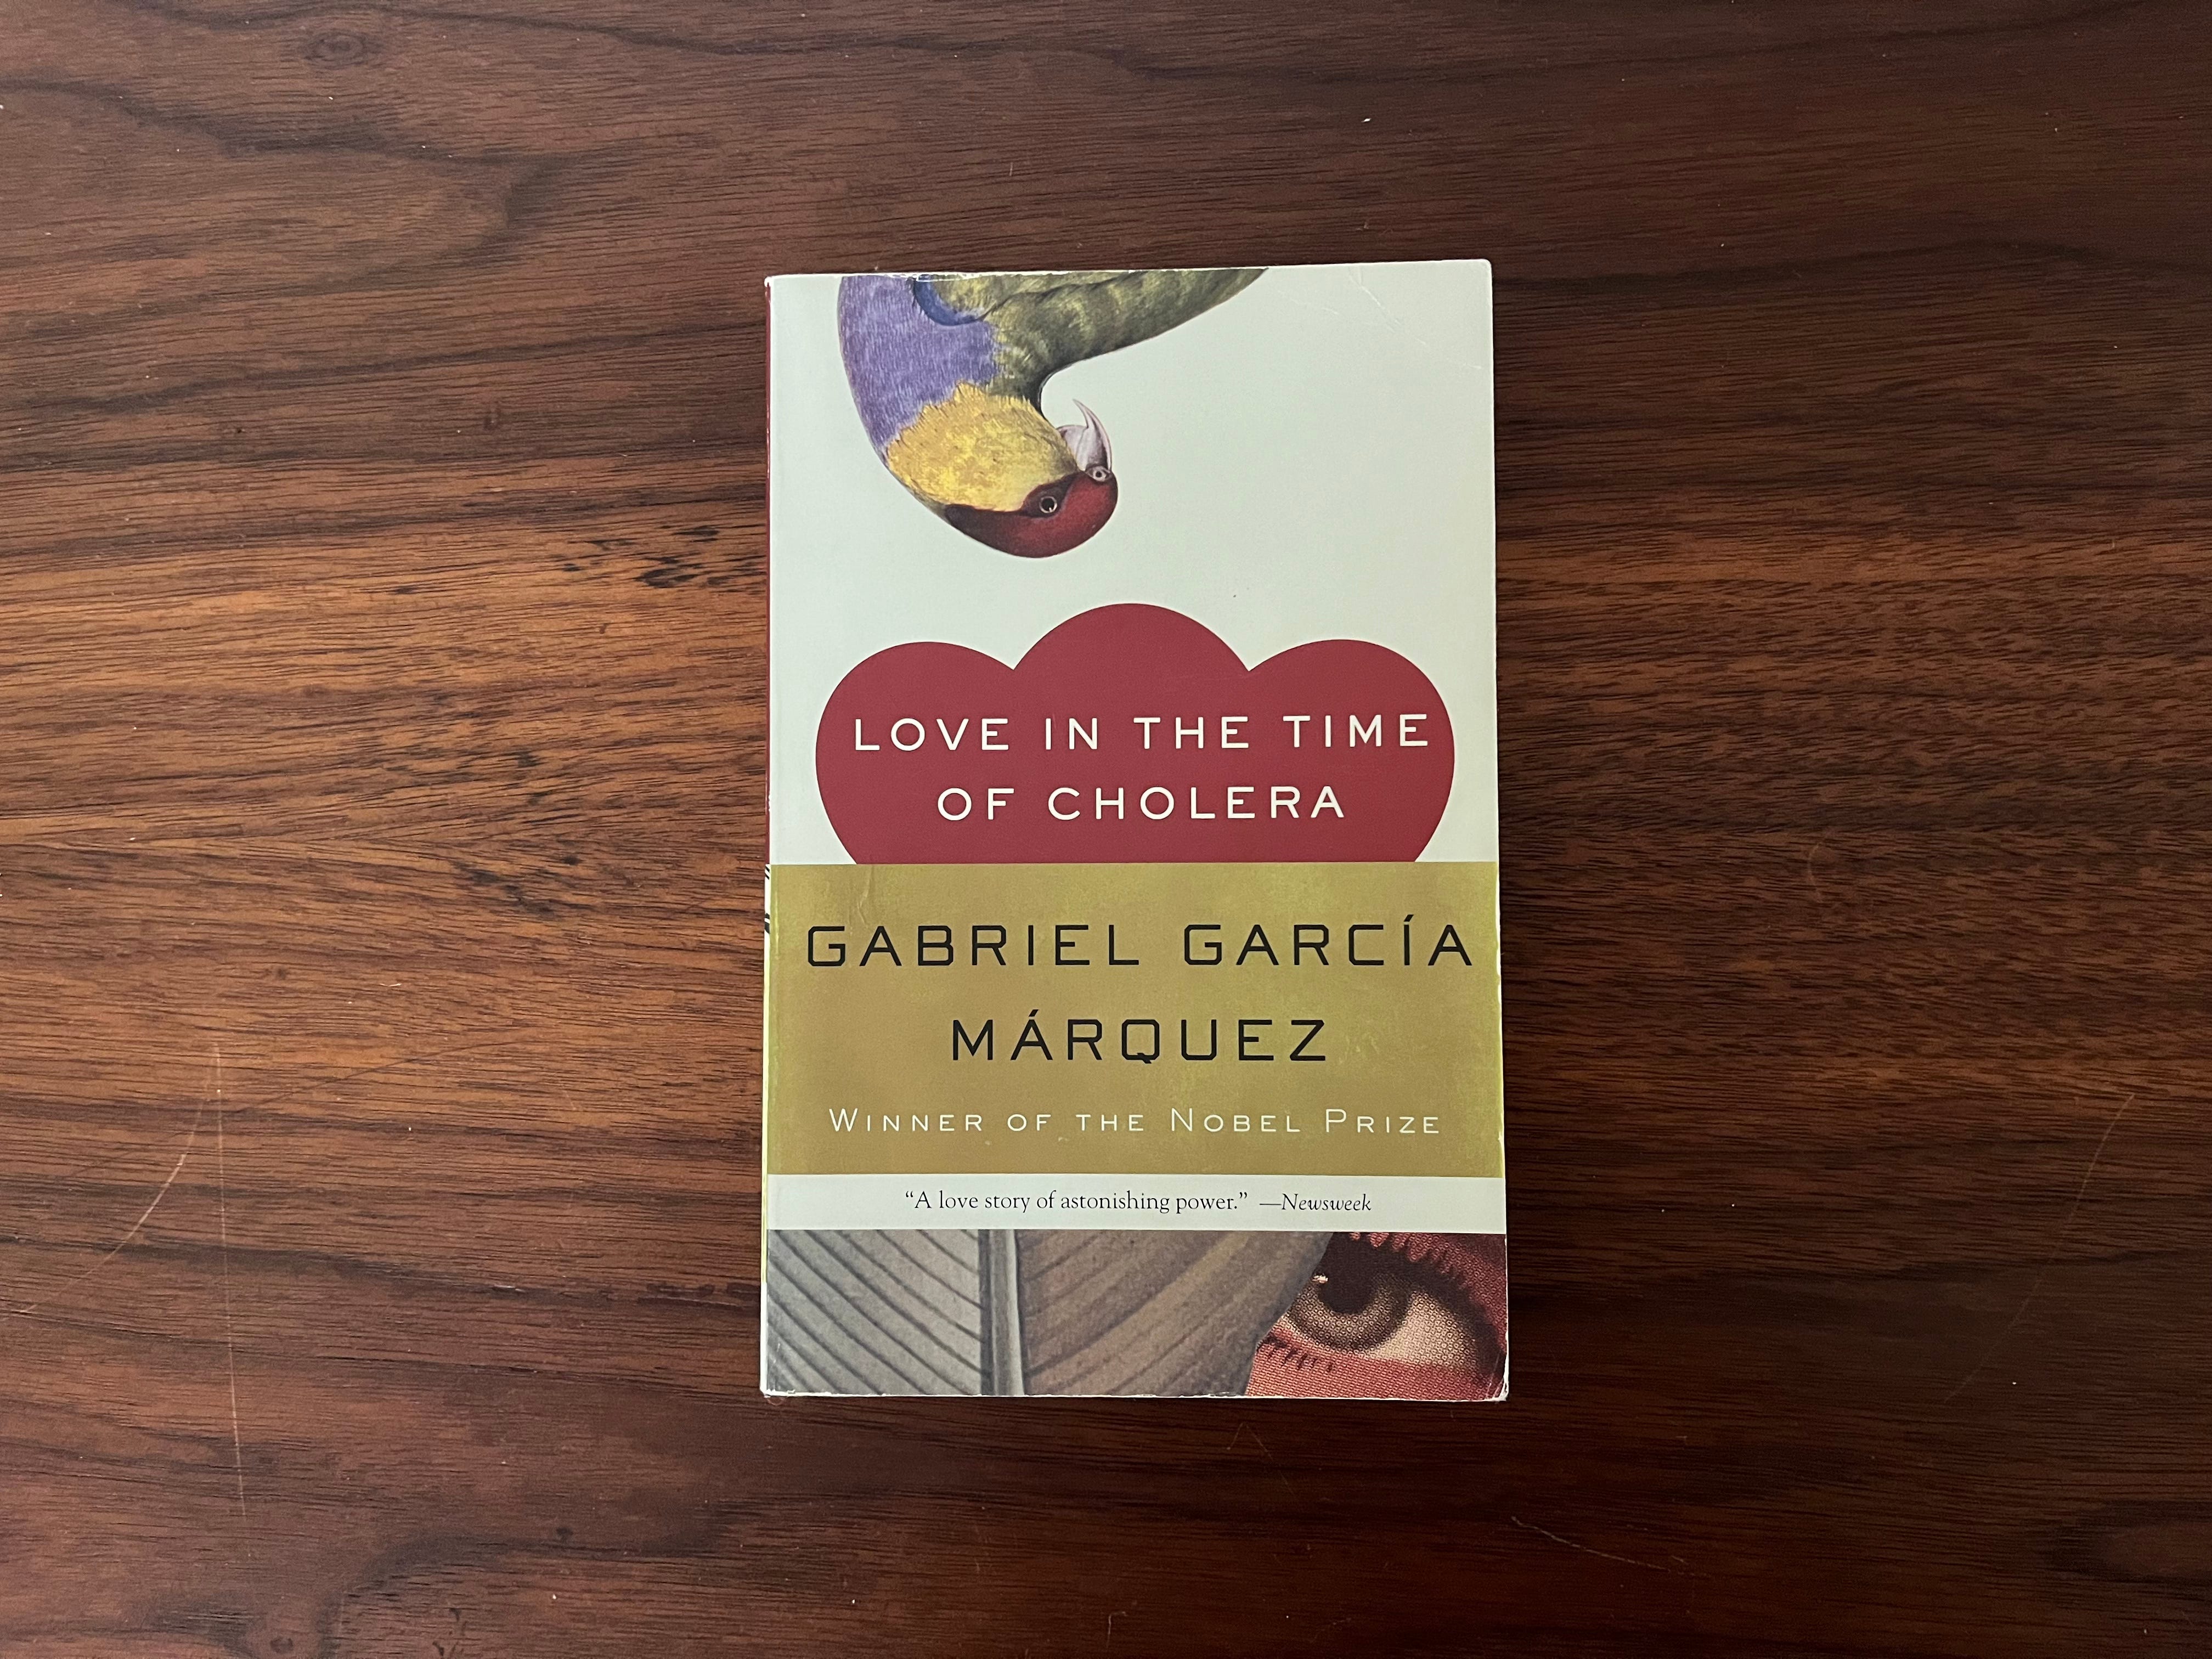 LOVE IN THE TIME
OF CHOLERA
GABRIEL GARCÍA
MÁRQUEZ
WINNER OF THE NOBEL PRIZE
“A love story of astonishing power.” —Newsweek